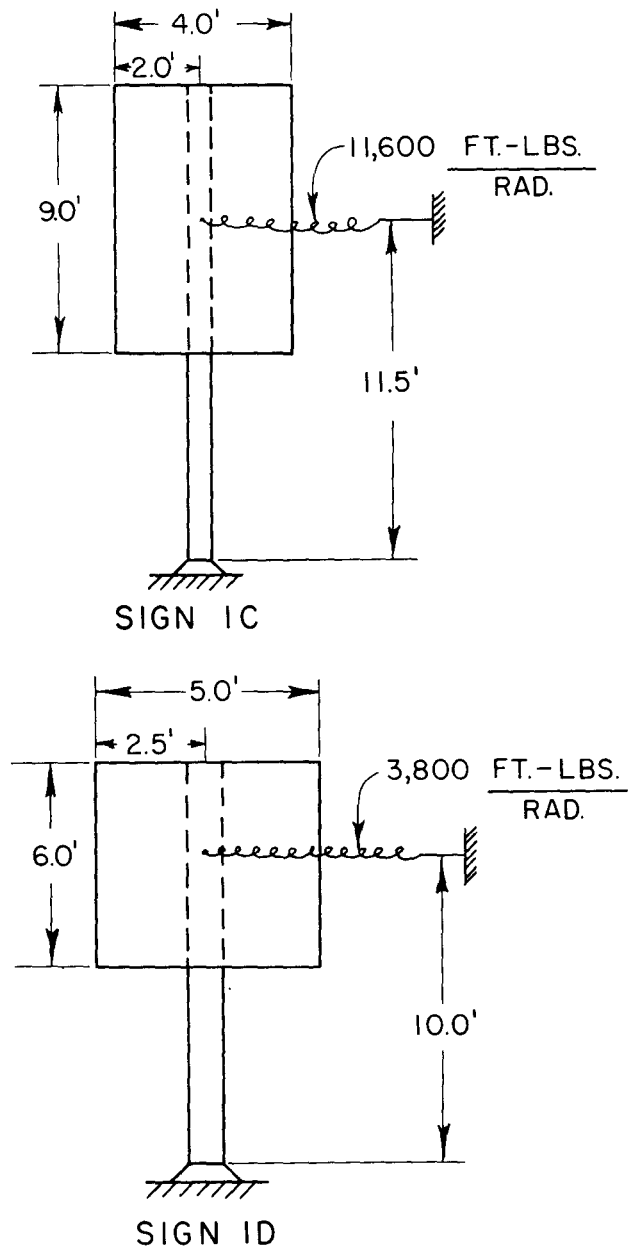 4.0'
2.0'
11,600 FT.-LBS.
RAD.
9.0'
11.5'
SIGN 1C
5.0'
2.5'
3,800 FT.-LBS.
RAD.
6.0'
10.0'
SIGN 1D